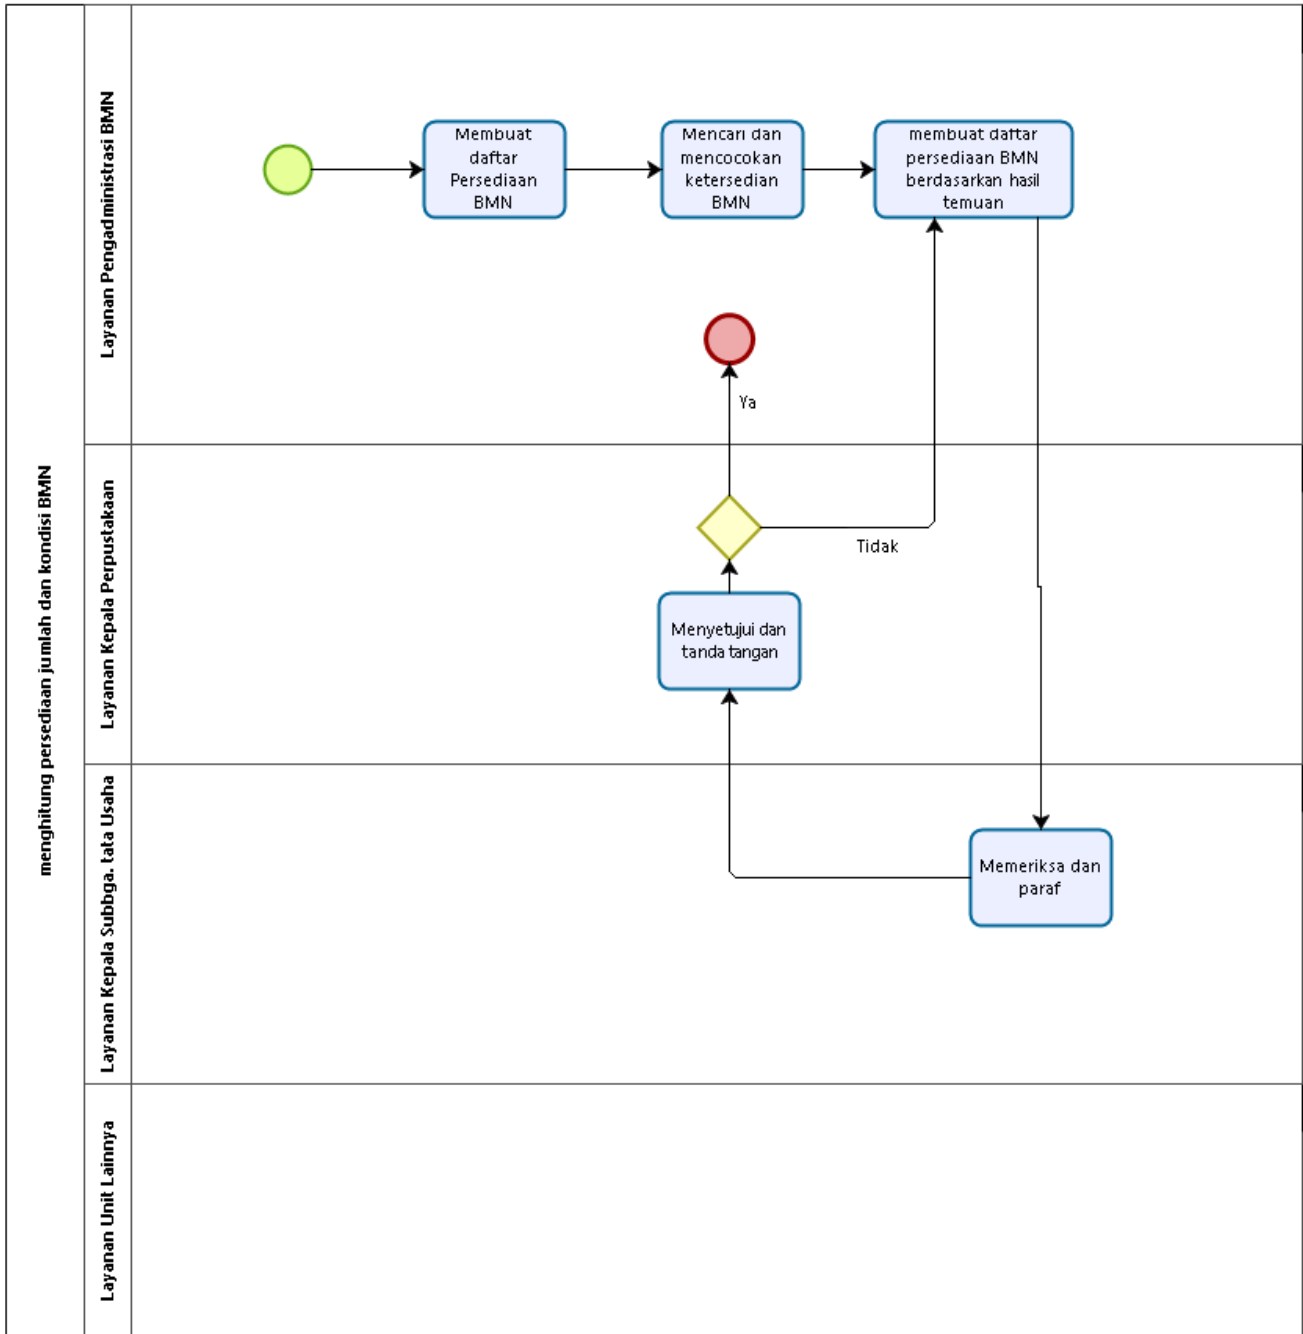 menghitung persediaan jumlah dan kondisi BMN
Layanan Pengadministrasi BMN
Membuat
daftar
Persediaan
BMN
Mencari dan
mencocokan
ketersedian
BMN
membuat daftar
persediaan BMN
berdasarkan hasil
temuan
Ya
Layanan Kepala Perpustakaan
Tidak
Menyetujui dan
tanda tangan
Layanan Kepala Subbga. tata Usaha
Memeriksa dan
paraf
Layanan Unit Lainnya